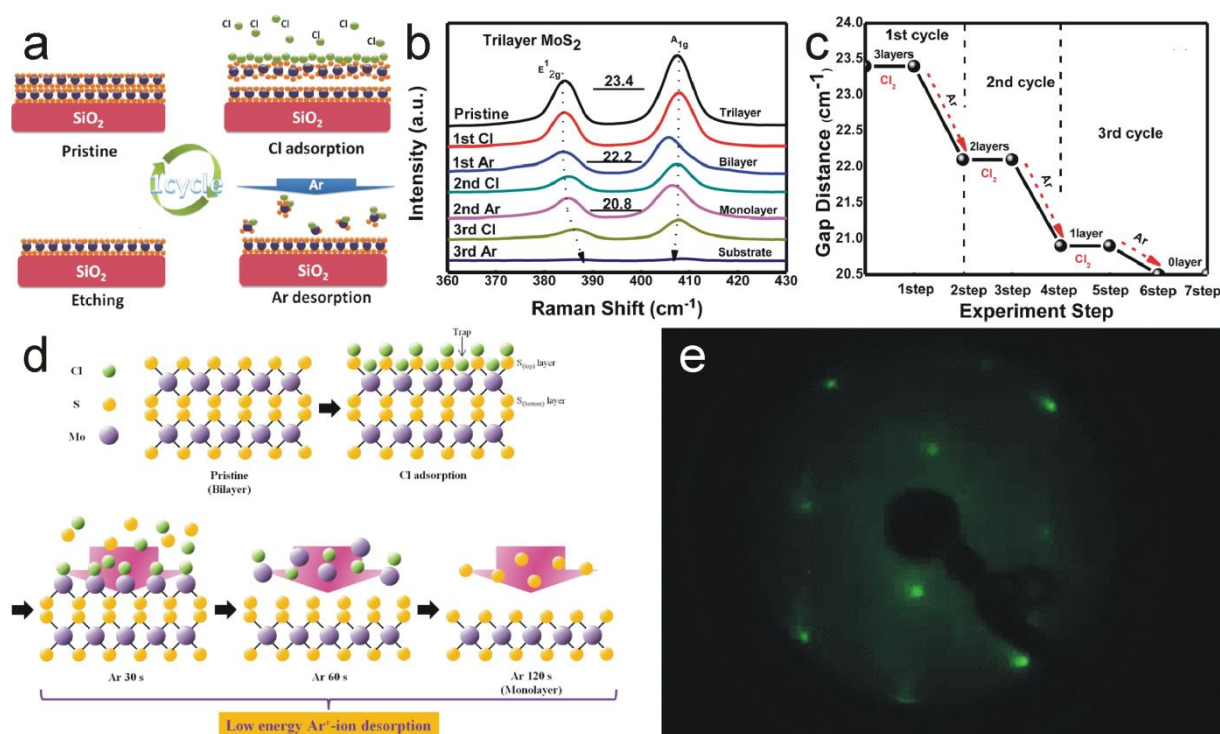 a
Cl Cl Cl Cl Cl
SiO2
Pristine
SiO2
Cl adsorption
1cycle
Ar
SiO2
Etching
SiO2
Ar desorption
b
Trilayer MoS2
E12g
A1g
23.4
Pristine
Trilayer
1st Cl
1st Ar
22.2
Bilayer
2nd Cl
2nd Ar
20.8
Monolayer
3rd Cl
3rd Ar
Substrate
Intensity (a.u.)
360 370 380 390 400 410 420 430
Raman Shift (cm-1)
c
1st cycle
2nd cycle
3rd cycle
3layers
Cl2
Ar
2layers
Cl2
Ar
1layer
Cl2
Ar
0layer
Gap Distance (cm-1)
24.0
23.5
23.0
22.5
22.0
21.5
21.0
20.5
1step 2step 3step 4step 5step 6step 7step
Experiment Step
d
Cl
S
Mo
Pristine
(Bilayer)
Trap
S(top) layer
S(bottom) layer
Cl adsorption
Ar 30 s
Ar 60 s
Ar 120 s
(Monolayer)
Low energy Ar+-ion desorption
e